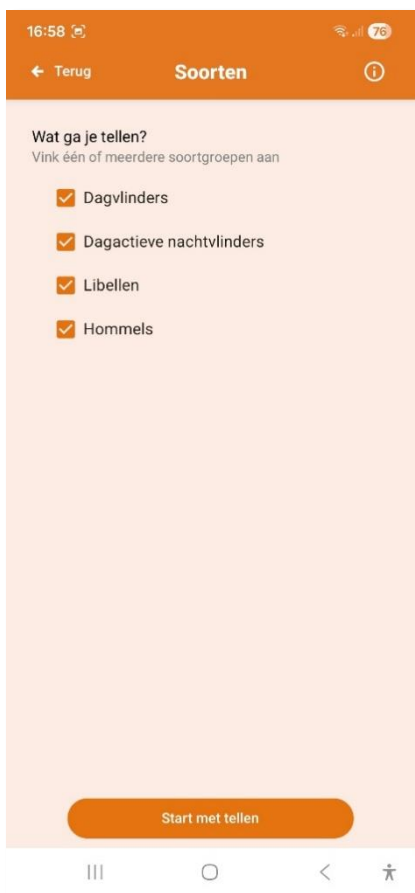 16:58 76
Terug Soorten
Wat ga je tellen?
Vink één of meerdere soortgroepen aan
Dagvlinders
Dagactieve nachtvlinders
Libellen
Hommels
Start met tellen